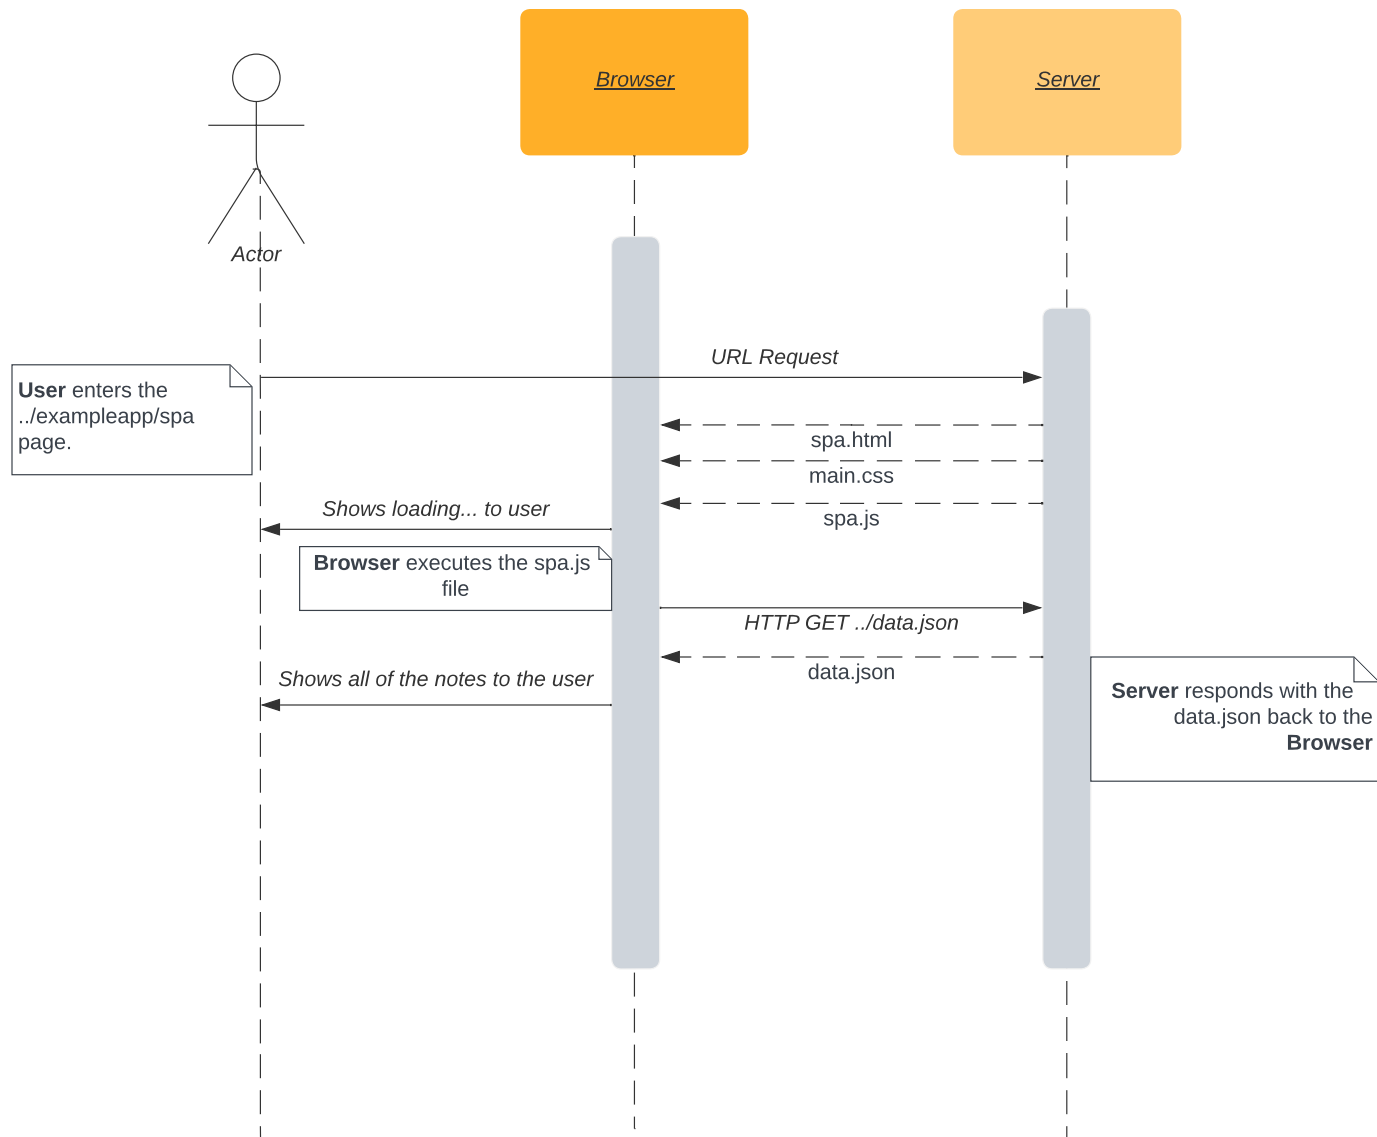 Browser
Server
Actor
URL Request
User enters the
../exampleapp/spa
page.
spa.html
main.css
Shows loading... to user
spa.js
Browser executes the spa.js
file
HTTP GET ../data.json
Shows all of the notes to the user
data.json
Server responds with the
data.json back to the
Browser